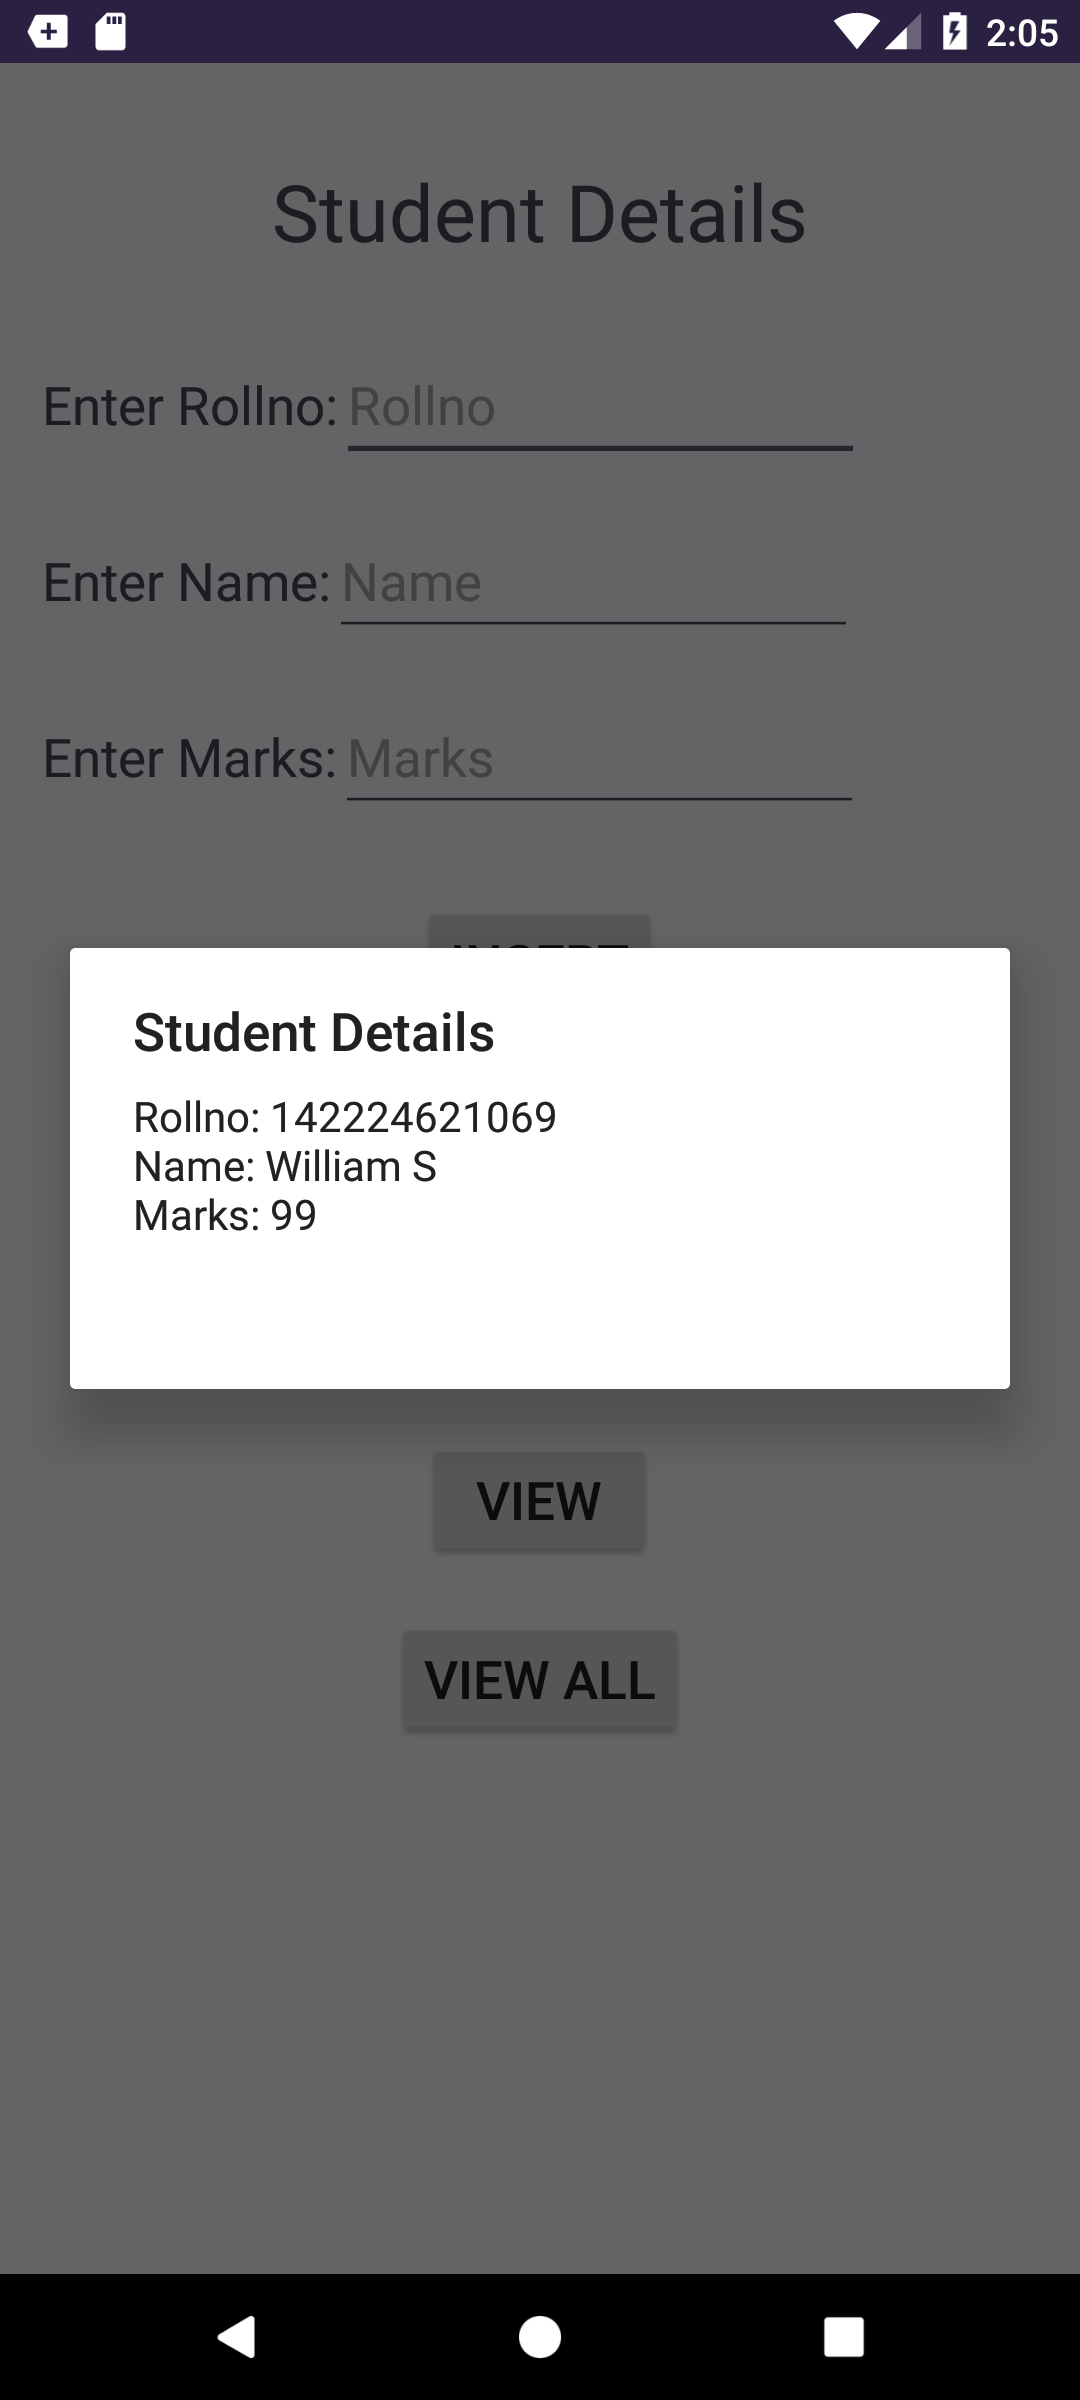 2:05
Student Details
Enter Rollno: Rollno
Enter Name: Name
Enter Marks: Marks
Student Details
Rollno: 142224621069
Name: William S
Marks: 99
VIEW
VIEW ALL